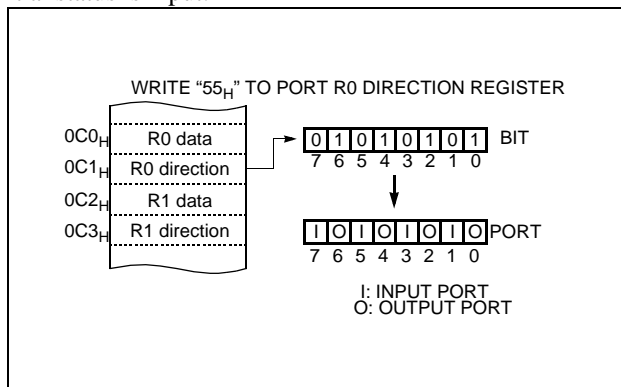 WRITE “55H” TO PORT R0 DIRECTION REGISTER
0C0H R0 data
0C1H R0 direction
0C2H R1 data
0C3H R1 direction
0 1 0 1 0 1 0 1 BIT
7 6 5 4 3 2 1 0
I O I O I O I O PORT
7 6 5 4 3 2 1 0
I: INPUT PORT
O: OUTPUT PORT